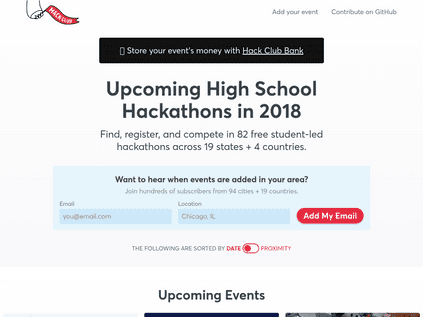 HACK CLUB
Add your event
Contribute on GitHub
Store your event's money with Hack Club Bank
Upcoming High School
Hackathons in 2018
Find, register, and compete in 82 free student-led
hackathons across 19 states + 4 countries.
Want to hear when events are added in your area?
Join hundreds of subscribers from 94 cities + 19 countries.
Email
Location
you@email.com
Chicago, IL
Add My Email
THE FOLLOWING ARE SORTED BY DATE PROXIMITY
Upcoming Events